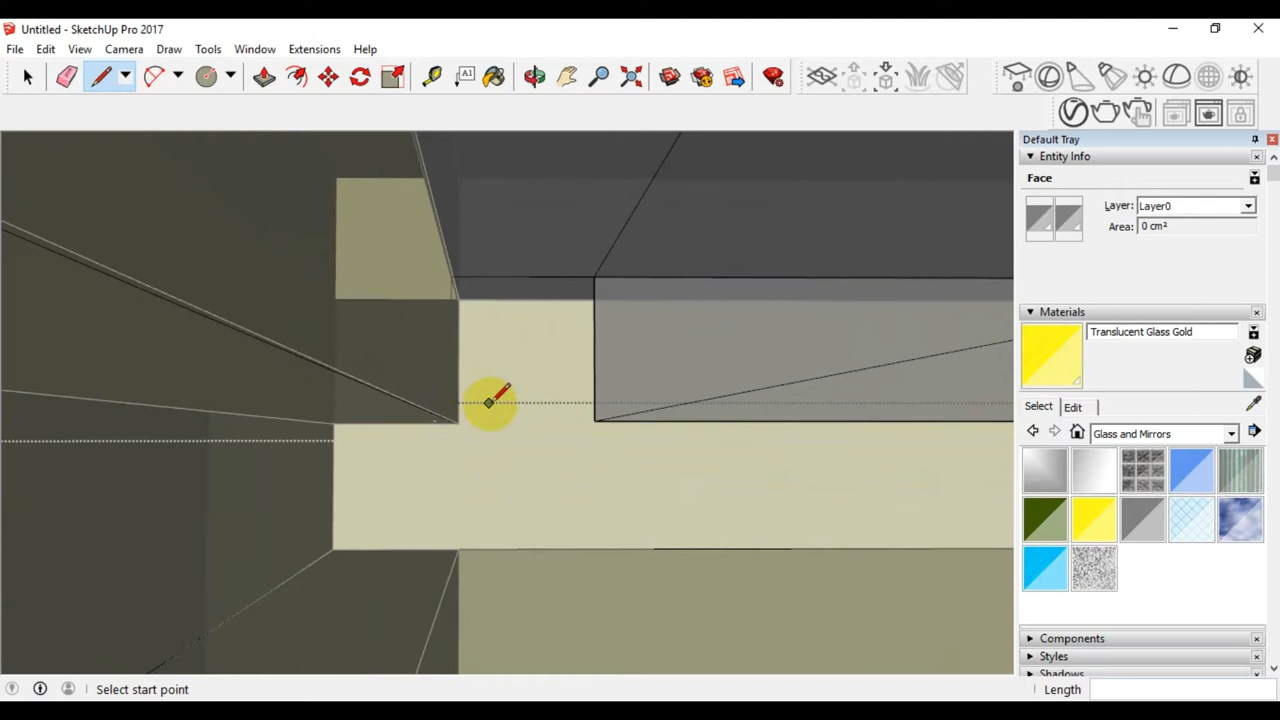 Untitled - SketchUp Pro 2017
File Edit View Camera Draw Tools Window Extensions Help
A1
Default Tray
Entity Info
Face
Layer: Layer0
Area: 0 cm²
Materials
Translucent Glass Gold
Select Edit
Glass and Mirrors
Components
Styles
Shadows
Select start point
Length